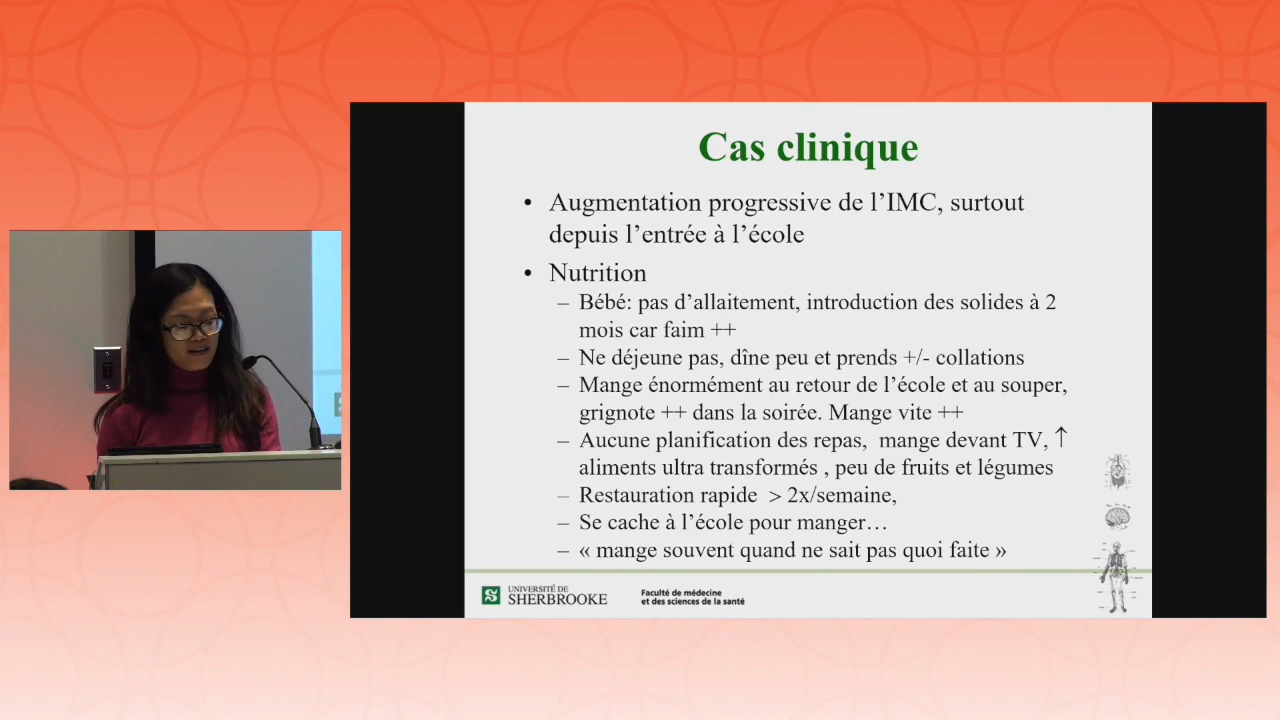 Cas clinique
• Augmentation progressive de l’IMC, surtout
depuis l’entrée à l’école
• Nutrition
– Bébé: pas d’allaitement, introduction des solides à 2
mois car faim ++
– Ne déjeune pas, dîne peu et prends +/- collations
– Mange énormément au retour de l’école et au souper,
grignote ++ dans la soirée. Mange vite ++
– Aucune planification des repas, mange devant TV, ↑
aliments ultra transformés , peu de fruits et légumes
– Restauration rapide > 2x/semaine,
– Se cache à l’école pour manger…
– « mange souvent quand ne sait pas quoi faite »
UNIVERSITÉ DE
SHERBROOKE
Faculté de médecine
et des sciences de la santé